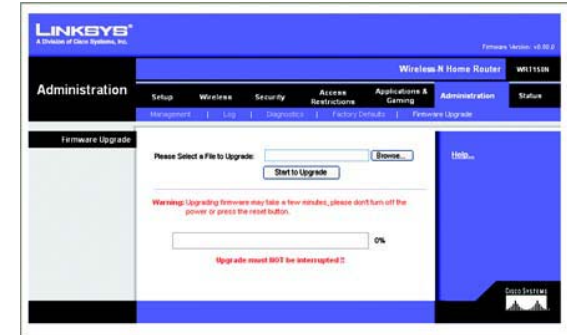 LINKSYS®
A Division of Cisco Systems, Inc.
Firmware Version: v0.00.0
Wireless-N Home Router WRT150N
Administration
Setup Wireless Security Access Restrictions Applications & Gaming Administration Status
Management | Log | Diagnostics | Factory Defaults | Firmware Upgrade
Firmware Upgrade
Please Select a File to Upgrade: Browse...
Start to Upgrade
Help...
Warning: Upgrading firmware may take a few minutes, please don't turn off the
power or press the reset button.
0%
Upgrade must NOT be interrupted !!
CISCO SYSTEMS